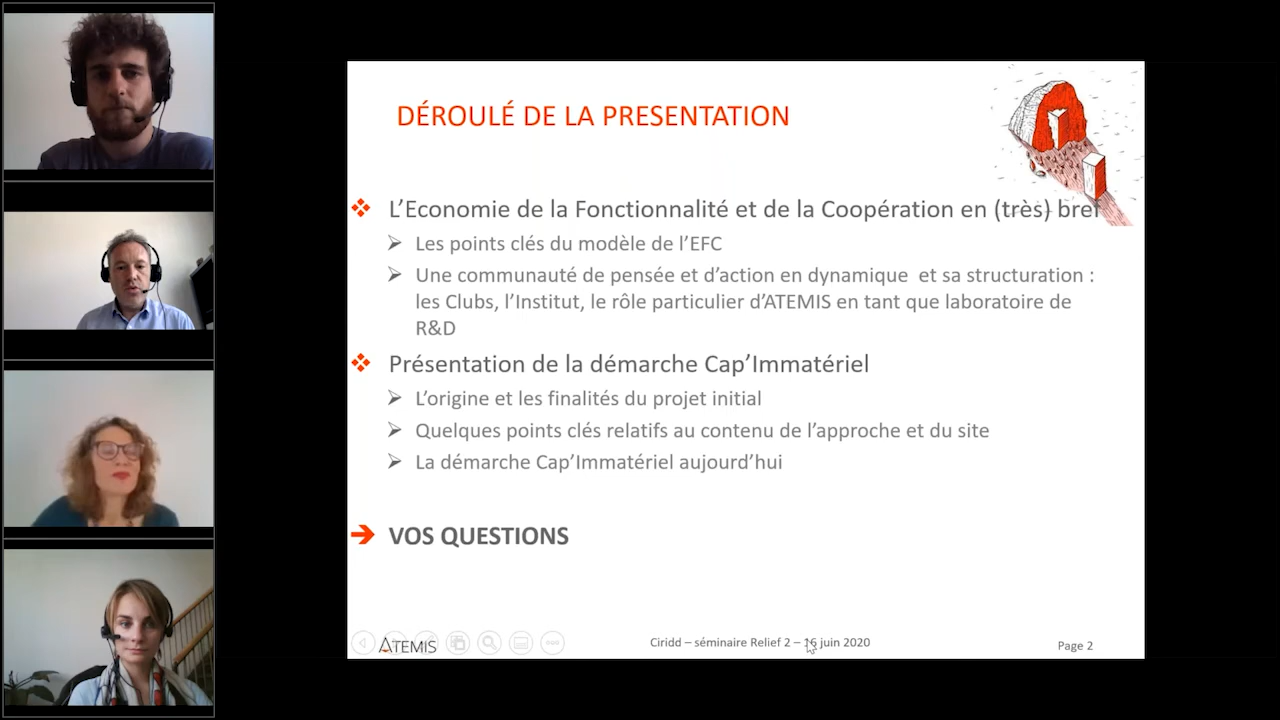 DÉROULÉ DE LA PRESENTATION
L'Economie de la Fonctionnalité et de la Coopération en (très) bref
Les points clés du modèle de l'EFC
Une communauté de pensée et d'action en dynamique et sa structuration :
les Clubs, l'Institut, le rôle particulier d'ATEMIS en tant que laboratoire de
R&D
Présentation de la démarche Cap'Immatériel
L'origine et les finalités du projet initial
Quelques points clés relatifs au contenu de l'approche et du site
La démarche Cap'Immatériel aujourd'hui
VOS QUESTIONS
ATEMIS
Ciridd – séminaire Relief 2 – 16 juin 2020
Page 2